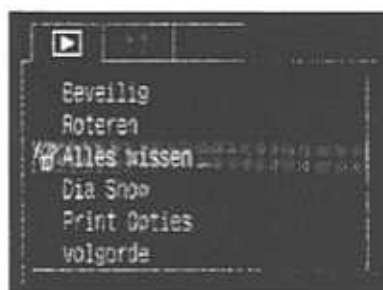 Beveilig
Roteren
Alles wissen...
Dia Show
Print Opties
volgorde